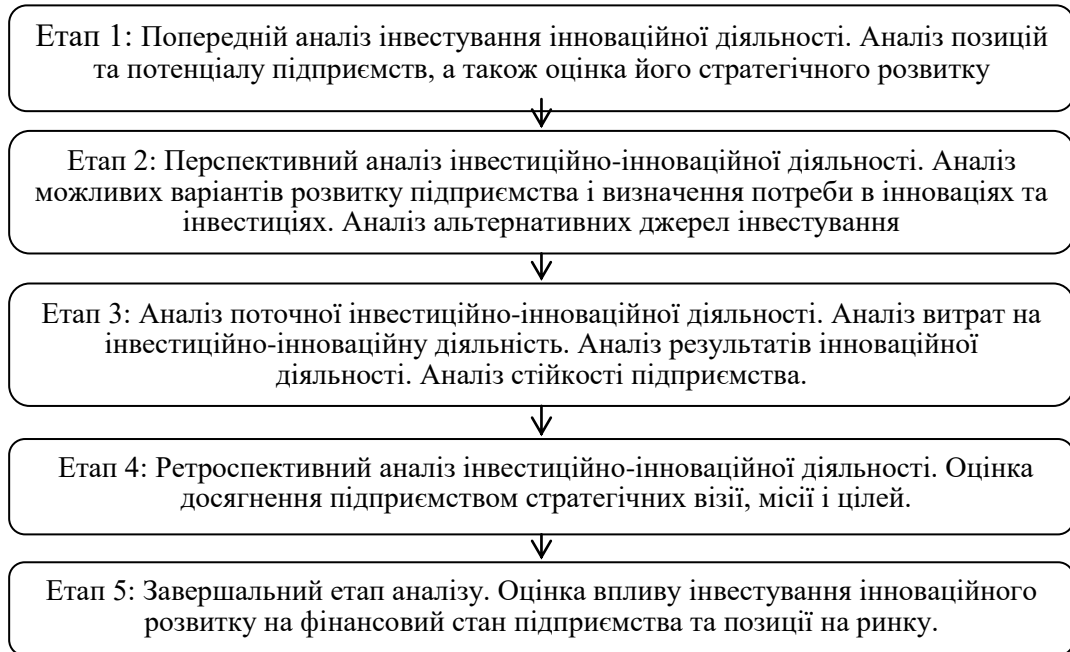 Етап 1: Попередній аналіз інвестування інноваційної діяльності. Аналіз позицій
та потенціалу підприємств, а також оцінка його стратегічного розвитку
Етап 2: Перспективний аналіз інвестиційно-інноваційної діяльності. Аналіз
можливих варіантів розвитку підприємства і визначення потреби в інноваціях та
інвестиціях. Аналіз альтернативних джерел інвестування
Етап 3: Аналіз поточної інвестиційно-інноваційної діяльності. Аналіз витрат на
інвестиційно-інноваційну діяльність. Аналіз результатів інноваційної
діяльності. Аналіз стійкості підприємства.
Етап 4: Ретроспективний аналіз інвестиційно-інноваційної діяльності. Оцінка
досягнення підприємством стратегічних візії, місії і цілей.
Етап 5: Завершальний етап аналізу. Оцінка впливу інвестування інноваційного
розвитку на фінансовий стан підприємства та позиції на ринку.